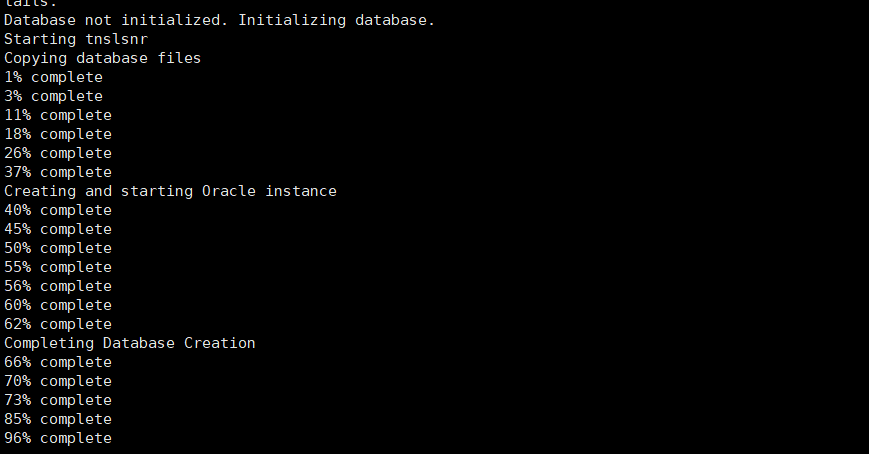 tails.
Database not initialized. Initializing database.
Starting tnslsnr
Copying database files
1% complete
3% complete
11% complete
18% complete
26% complete
37% complete
Creating and starting Oracle instance
40% complete
45% complete
50% complete
55% complete
56% complete
60% complete
62% complete
Completing Database Creation
66% complete
70% complete
73% complete
85% complete
96% complete